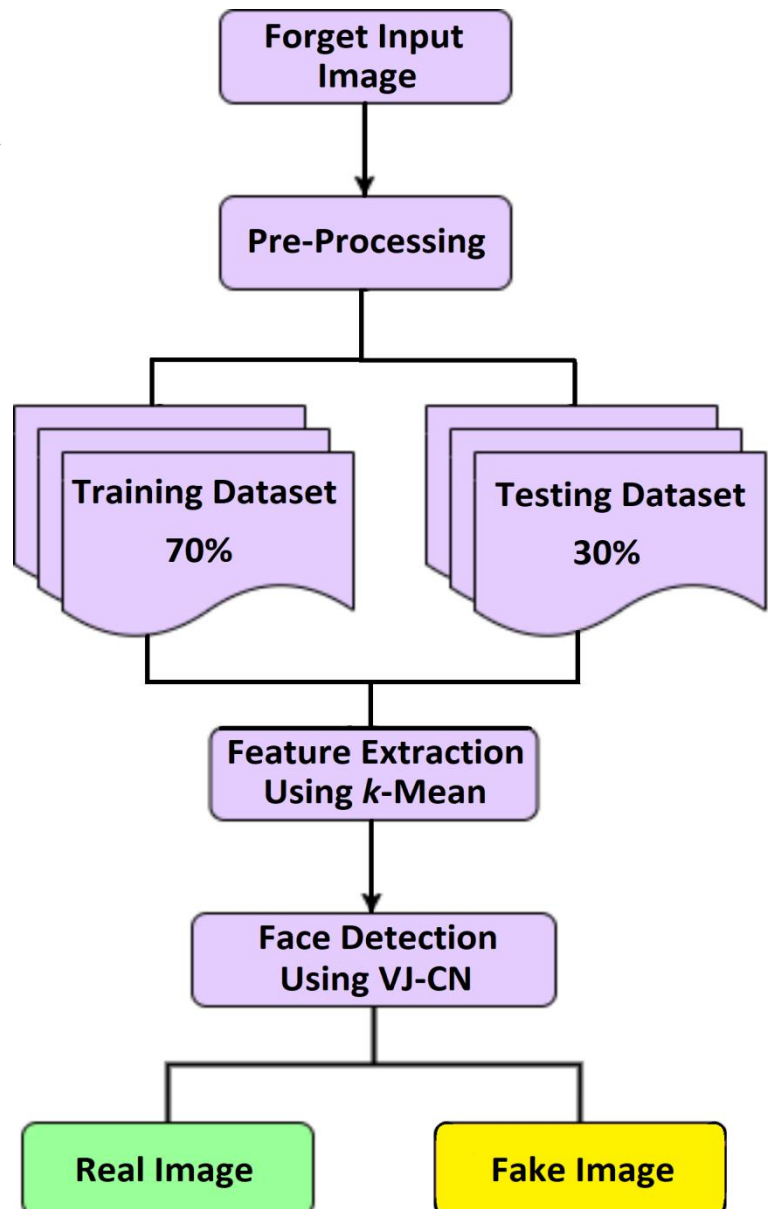 Forget Input
Image
Pre-Processing
Training Dataset
70%
Testing Dataset
30%
Feature Extraction
Using k-Mean
Face Detection
Using VJ-CN
Real Image
Fake Image